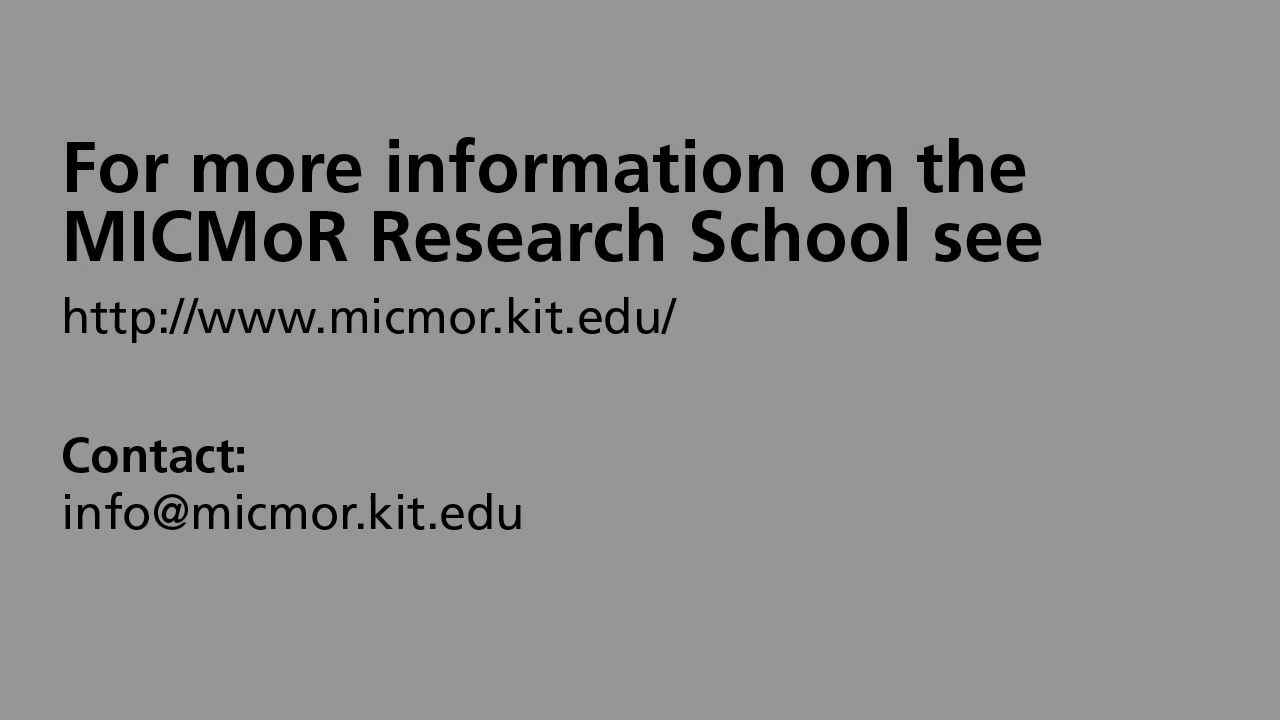 For more information on the
MICMoR Research School see
http://www.micmor.kit.edu/
Contact:
info@micmor.kit.edu